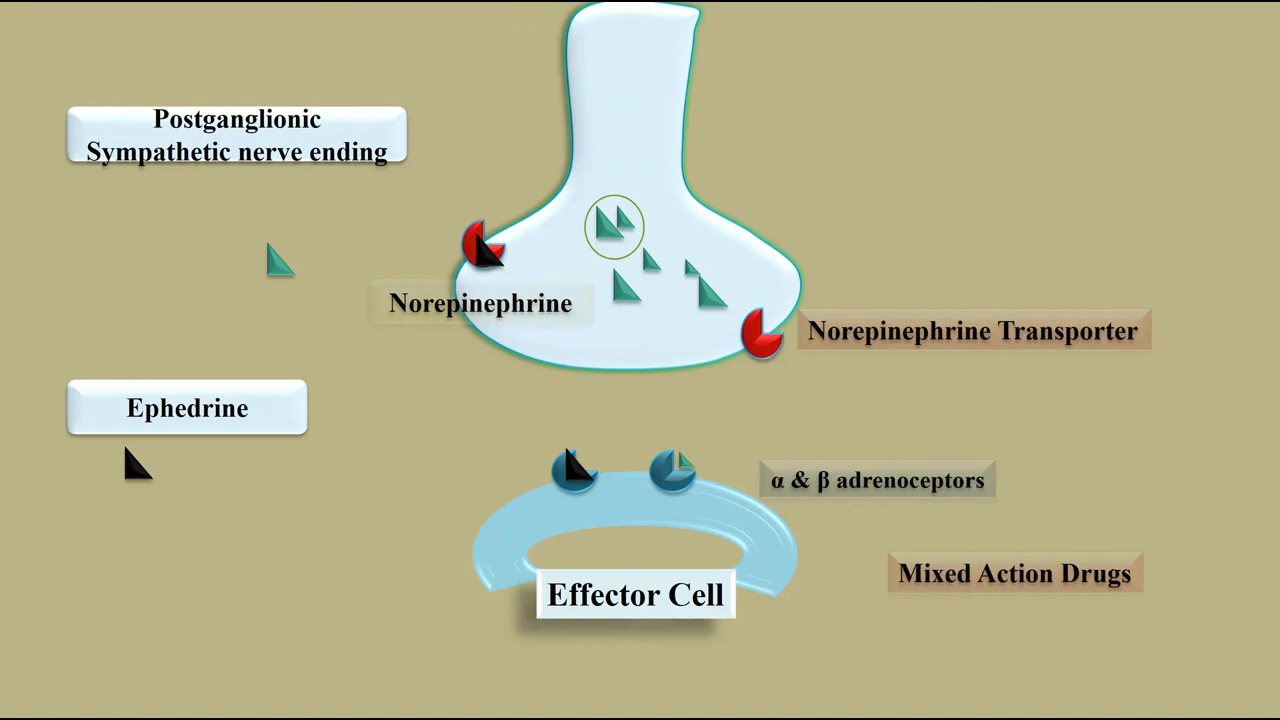 Postganglionic
Sympathetic nerve ending
Norepinephrine
Norepinephrine Transporter
Ephedrine
α & β adrenoceptors
Mixed Action Drugs
Effector Cell